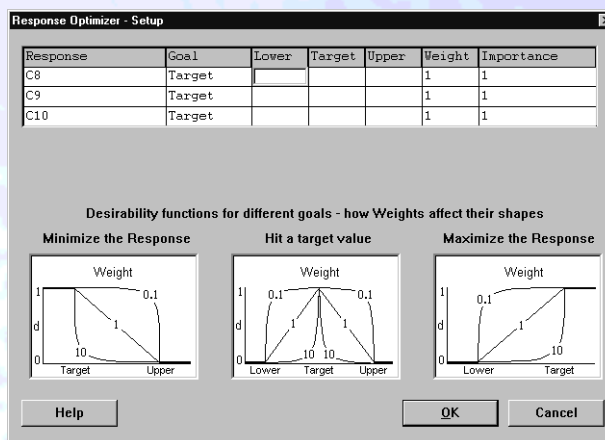 Response Optimizer - Setup
Response Goal Lower Target Upper Weight Importance
C8 Target 1 1
C9 Target 1 1
C10 Target 1 1
Desirability functions for different goals - how Weights affect their shapes
Minimize the Response Hit a target value Maximize the Response
Weight Weight Weight
1 0.1 1 0.1 0.1 1 0.1
d 1 d 1 1 d 1
0 10 0 10 10 0 10
Target Upper Lower Target Upper Lower Target
Help OK Cancel